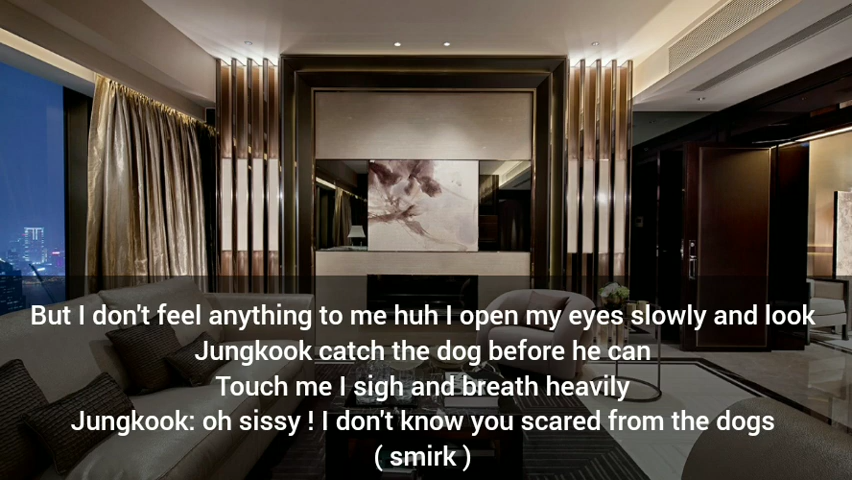 But I don't feel anything to me huh I open my eyes slowly and look
Jungkook catch the dog before he can
Touch me I sigh and breath heavily
Jungkook: oh sissy ! I don't know you scared from the dogs
( smirk )